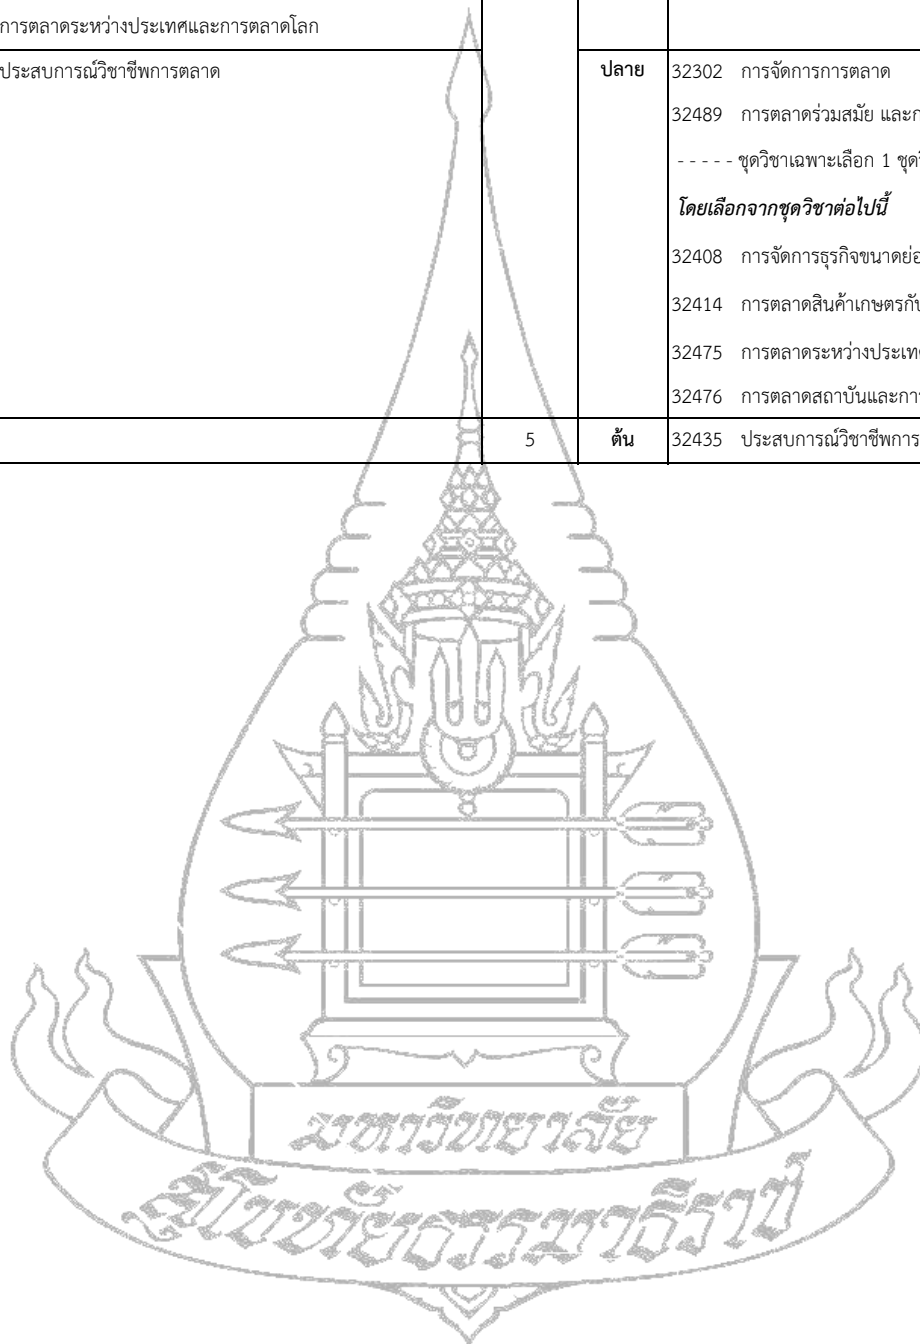 การตลาดระหว่างประเทศและการตลาดโลก
ประสบการณ์วิชาชีพการตลาด
ปลาย 32302 การจัดการการตลาด
32489 การตลาดร่วมสมัย และก
- - - - - ชุดวิชาเฉพาะเลือก 1 ชุดวิ
โดยเลือกจากชุดวิชาต่อไปนี้
32408 การจัดการธุรกิจขนาดย่อ
32414 การตลาดสินค้าเกษตรกับ
32475 การตลาดระหว่างประเทศ
32476 การตลาดสถาบันและการ
5 ต้น 32435 ประสบการณ์วิชาชีพการ
มหาวิทยาลัย
สุโขทัยธรรมาธิราช